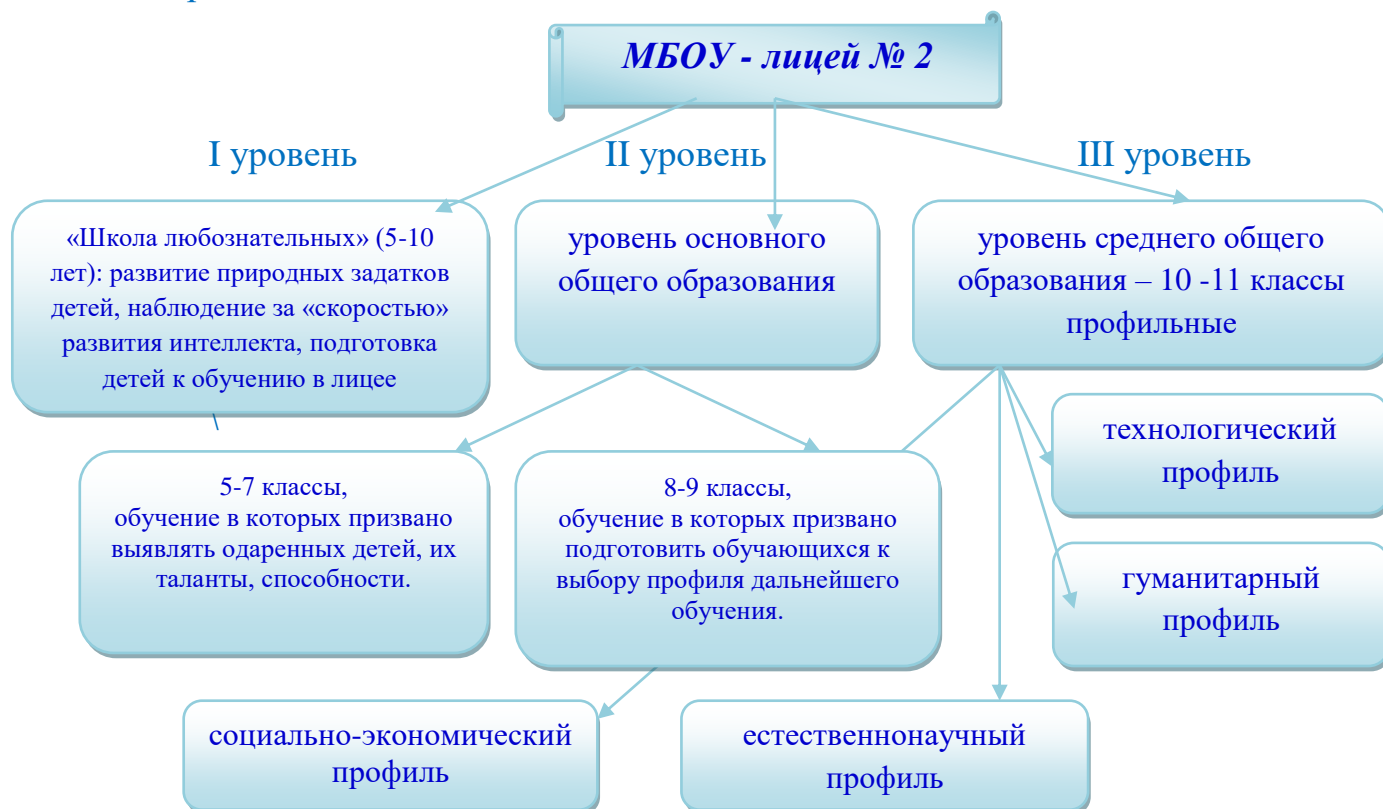 МБОУ - лицей № 2
I уровень
II уровень
III уровень
«Школа любознательных» (5-10
лет): развитие природных задатков
детей, наблюдение за «скоростью»
развития интеллекта, подготовка
детей к обучению в лицее
уровень основного
общего образования
уровень среднего общего
образования – 10 -11 классы
профильные
5-7 классы,
обучение в которых призвано
выявлять одаренных детей, их
таланты, способности.
8-9 классы,
обучение в которых призвано
подготовить обучающихся к
выбору профиля дальнейшего
обучения.
технологический
профиль
гуманитарный
профиль
социально-экономический
профиль
естественнонаучный
профиль